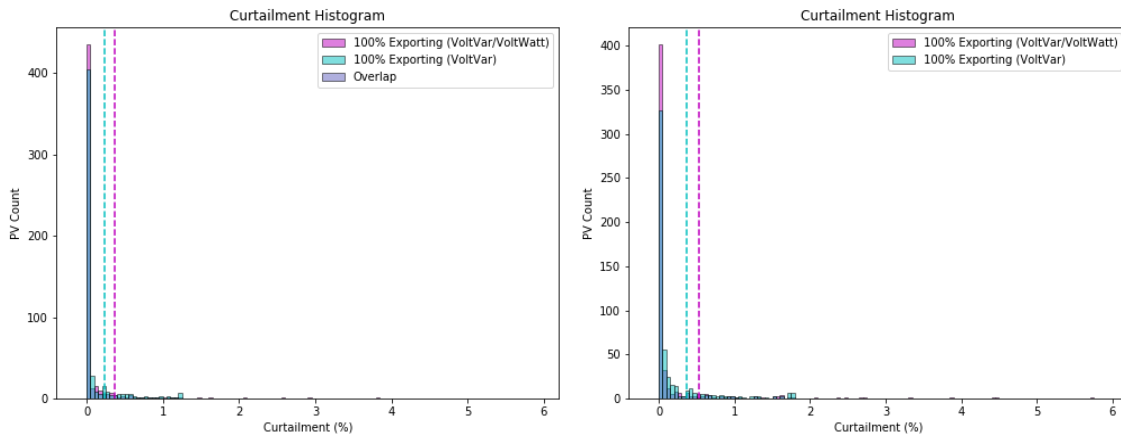 Curtailment Histogram
100% Exporting (VoltVar/VoltWatt)
100% Exporting (VoltVar)
Overlap
400
300
200
100
0
PV Count
0 1 2 3 4 5 6
Curtailment (%)
Curtailment Histogram
100% Exporting (VoltVar/VoltWatt)
100% Exporting (VoltVar)
400
350
300
250
200
150
100
50
0
PV Count
0 1 2 3 4 5 6
Curtailment (%)